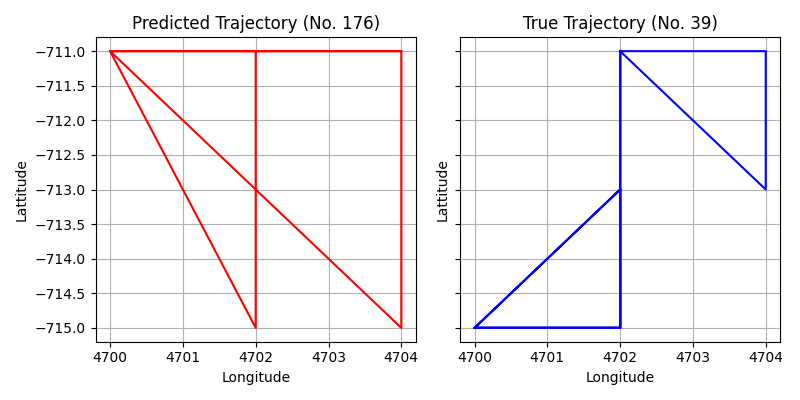 Predicted Trajectory (No. 176)
Lattitude
−711.0
−711.5
−712.0
−712.5
−713.0
−713.5
−714.0
−714.5
−715.0
4700 4701 4702 4703 4704
Longitude
True Trajectory (No. 39)
Lattitude
4700 4701 4702 4703 4704
Longitude